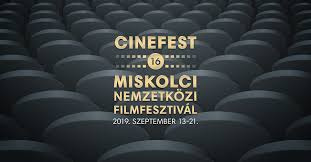 CINEFEST
16
MISKOLCI
NEMZETKÖZI
FILMFESZTIVÁL
2019. SZEPTEMBER 13-21.